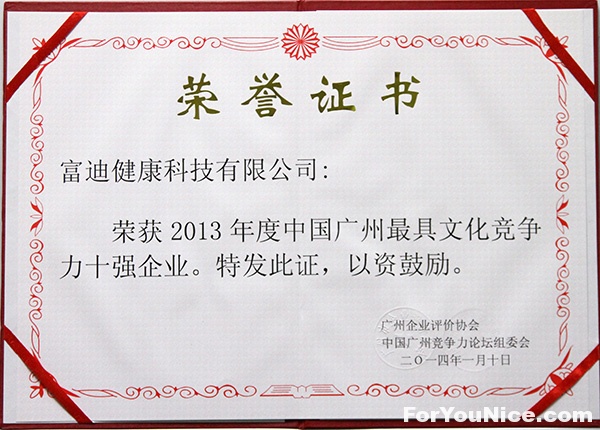 荣誉证书
富迪健康科技有限公司:
荣获 2013 年度中国广州最具文化竞争
力十强企业。特发此证，以资鼓励。
广州企业评价协会
中国广州竞争力论坛组委会
二〇一四年一月十日
ForYouNice.com